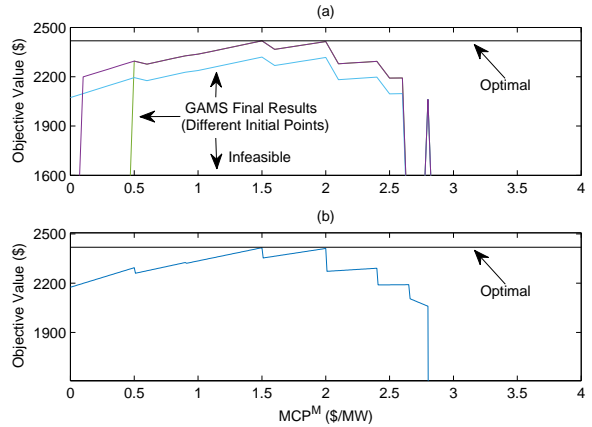 (a)
Objective Value ($)
2500
2200
1900
1600
Optimal
GAMS Final Results
(Different Initial Points)
Infeasible
0 0.5 1 1.5 2 2.5 3 3.5 4
(b)
Objective Value ($)
2500
2200
1900
Optimal
0 0.5 1 1.5 2 2.5 3 3.5 4
MCP^M ($/MW)